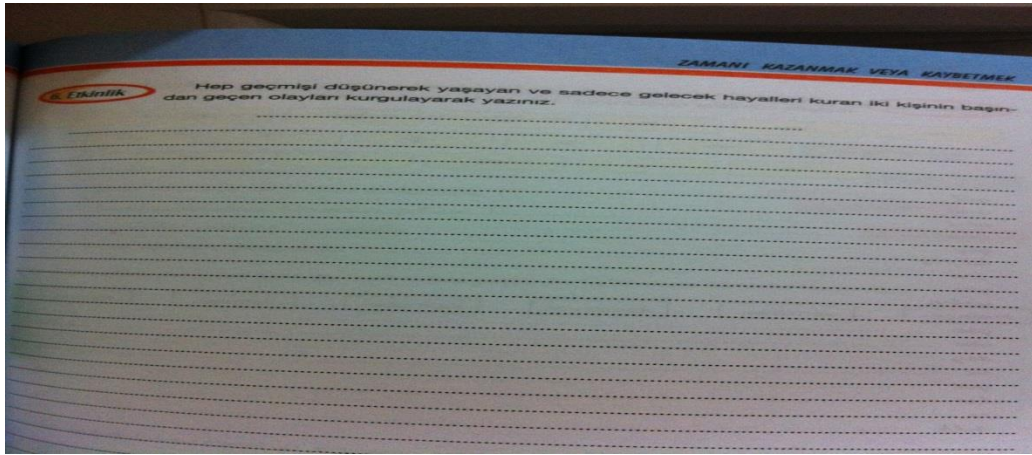 ZAMANI KAZANMAK VEYA KAYBETMEK
6. Etkinlik
Hep geçmişi düşünerek yaşayan ve sadece gelecek hayalleri kuran iki kişinin başın-
dan geçen olayları kurgulayarak yazınız.